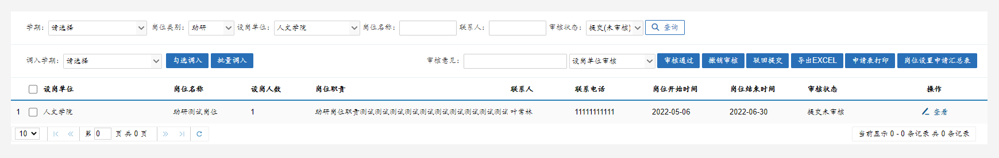 学期： 请选择 岗位类别： 助研 设岗单位： 人文学院 岗位名称： 联系人： 审核状态： 提交(未审核) 查询
调入学期： 请选择 勾选调入 批量调入 审核意见： 设岗单位审核 审核通过 撤销审核 驳回提交 导出EXCEL 申请表打印 岗位设置申请汇总表
设岗单位 岗位名称 设岗人数 岗位职责 联系人 联系电话 岗位开始时间 岗位结束时间 审核状态 操作
1 人文学院 助研测试岗位 1 助研岗位职责测试测试测试测试测试测试测试测试测试测试 叶常林 11111111111 2022-05-06 2022-06-30 提交未审核 查看
10 第 0 页 共 0 页 当前显示 0 - 0 条记录 共 0 条记录